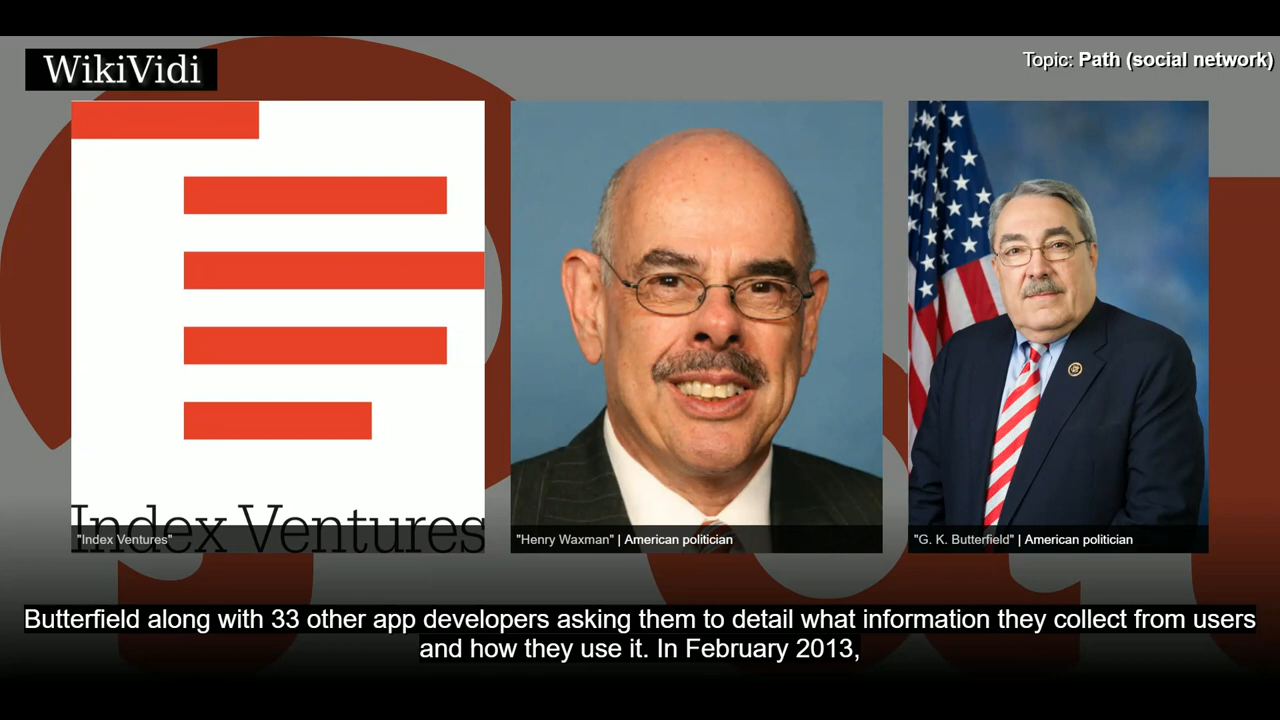 WikiVidi
Topic: Path (social network)
Index Ventures
"Index Ventures"
"Henry Waxman" | American politician
"G. K. Butterfield" | American politician
Butterfield along with 33 other app developers asking them to detail what information they collect from users
and how they use it. In February 2013,